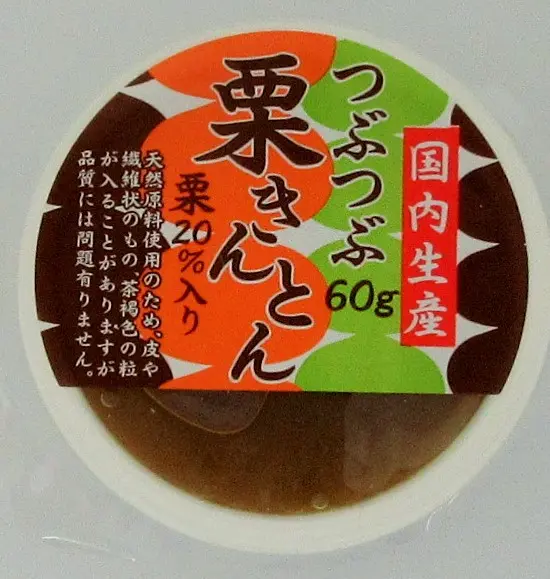 国内生産
つぶつぶ
60g
栗きんとん
栗20%入り
天然原料使用のため、皮や
繊維状のもの、茶褐色の粒
が入ることがありますが
品質には問題有りません。